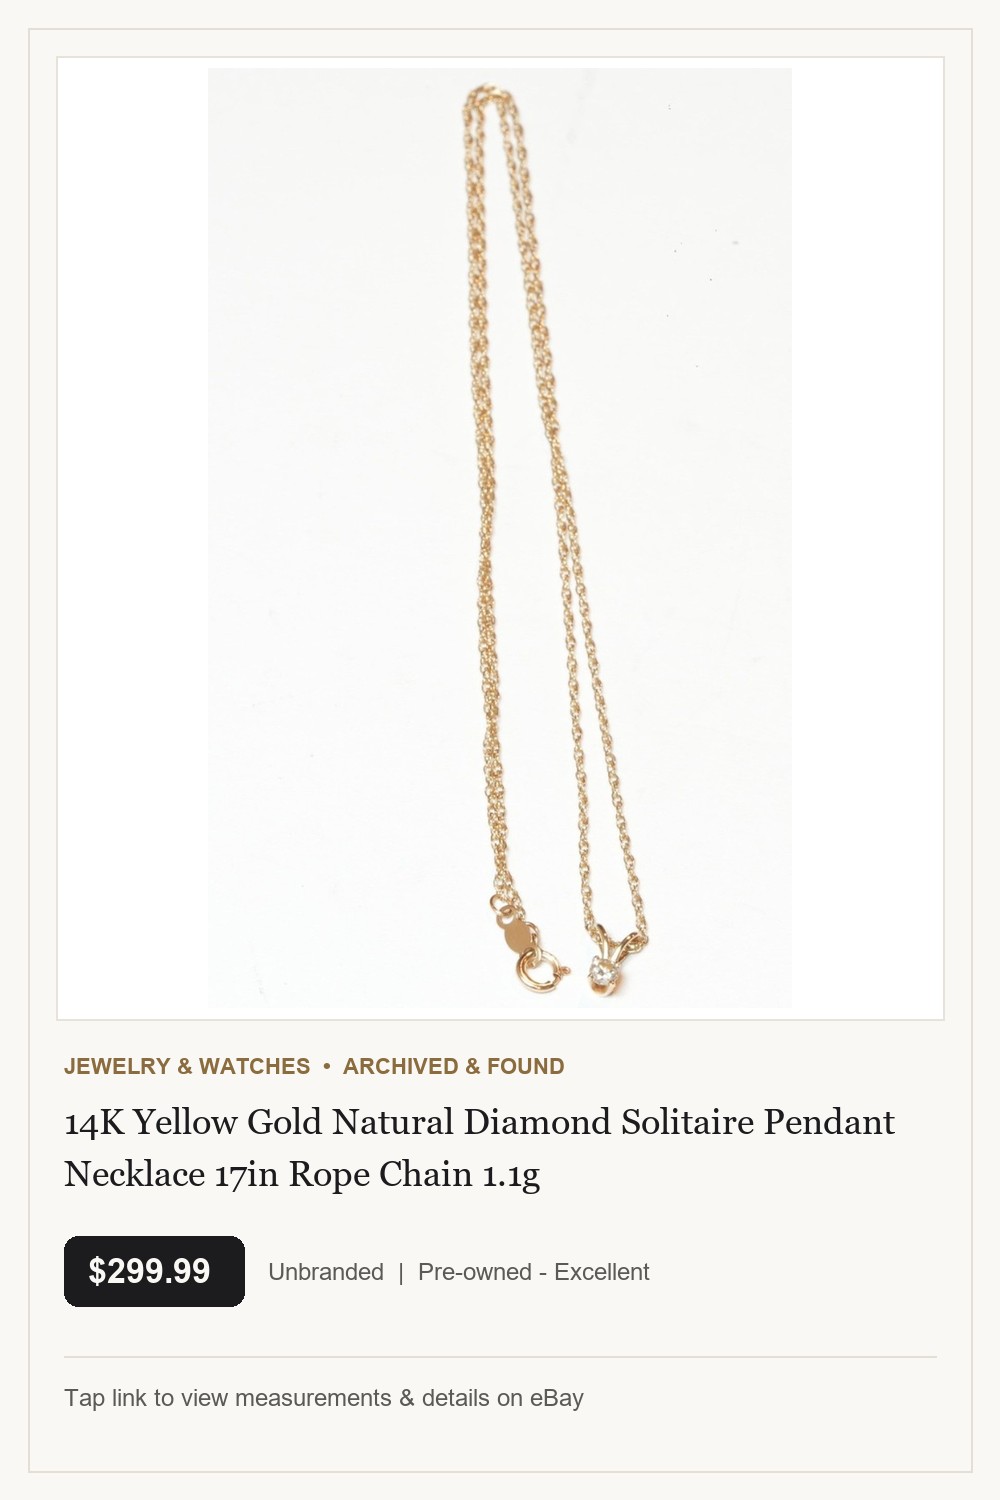 JEWELRY & WATCHES • ARCHIVED & FOUND
14K Yellow Gold Natural Diamond Solitaire Pendant
Necklace 17in Rope Chain 1.1g
$299.99 Unbranded | Pre-owned - Excellent
Tap link to view measurements & details on eBay